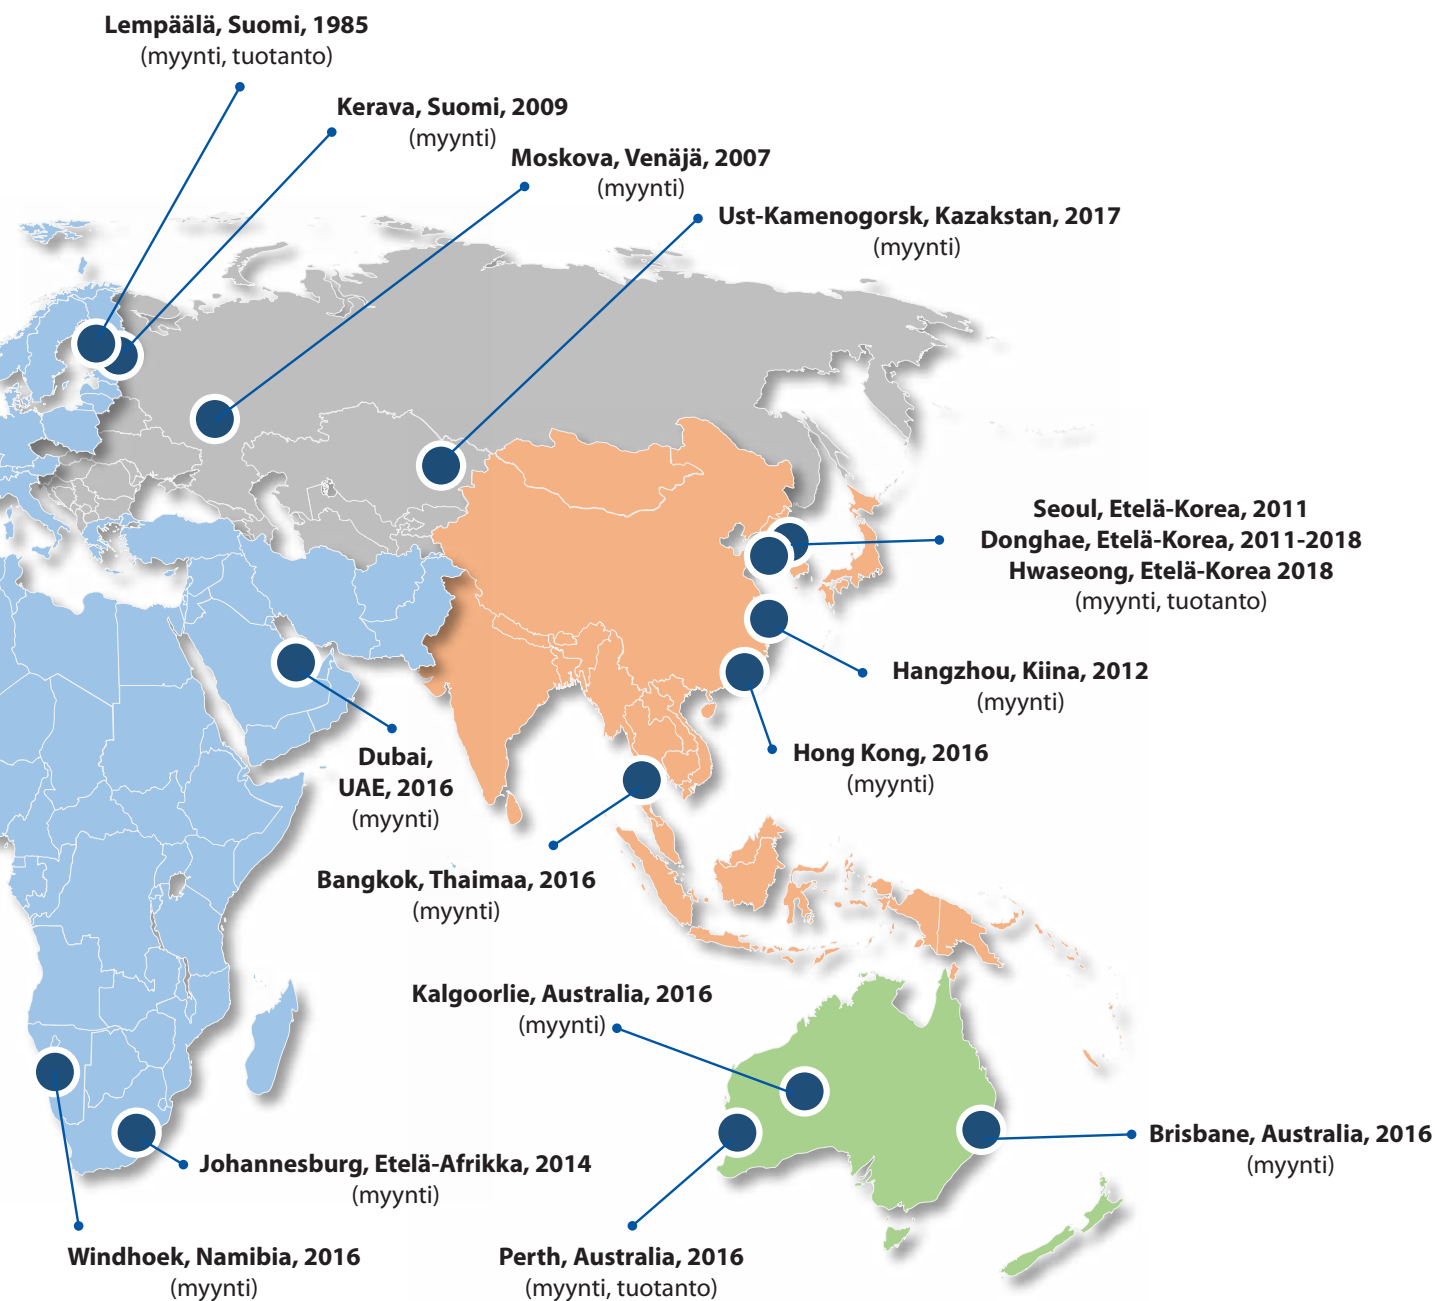 Lempäälä, Suomi, 1985
(myynti, tuotanto)
Kerava, Suomi, 2009
(myynti)
Moskova, Venäjä, 2007
(myynti)
Ust-Kamenogorsk, Kazakstan, 2017
(myynti)
Seoul, Etelä-Korea, 2011
Donghae, Etelä-Korea, 2011-2018
Hwaseong, Etelä-Korea 2018
(myynti, tuotanto)
Hangzhou, Kiina, 2012
(myynti)
Hong Kong, 2016
(myynti)
Dubai,
UAE, 2016
(myynti)
Bangkok, Thaimaa, 2016
(myynti)
Kalgoorlie, Australia, 2016
(myynti)
Brisbane, Australia, 2016
(myynti)
Johannesburg, Etelä-Afrikka, 2014
(myynti)
Windhoek, Namibia, 2016
(myynti)
Perth, Australia, 2016
(myynti, tuotanto)